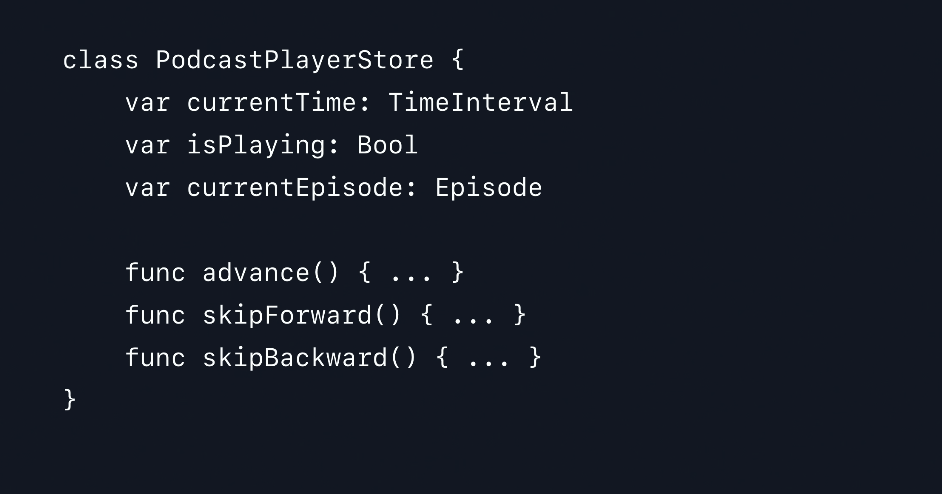 class PodcastPlayerStore {
    var currentTime: TimeInterval
    var isPlaying: Bool
    var currentEpisode: Episode

    func advance() { ... }
    func skipForward() { ... }
    func skipBackward() { ... }
}